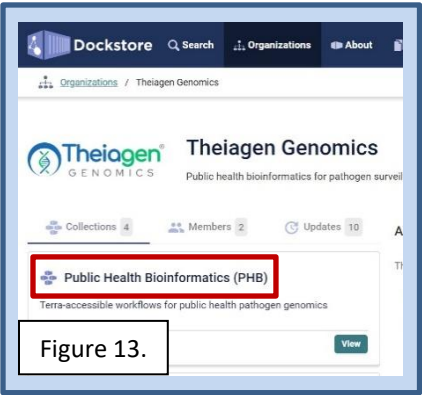 Dockstore Search Organizations About
Organizations / Theiagen Genomics
Theiagen®
GENOMICS
Theiagen Genomics
Public health bioinformatics for pathogen
Collections 4 Members 2 Updates 10
Public Health Bioinformatics (PHB)
Terra-accessible workflows for public health pathogen genomics
View
Figure 13.